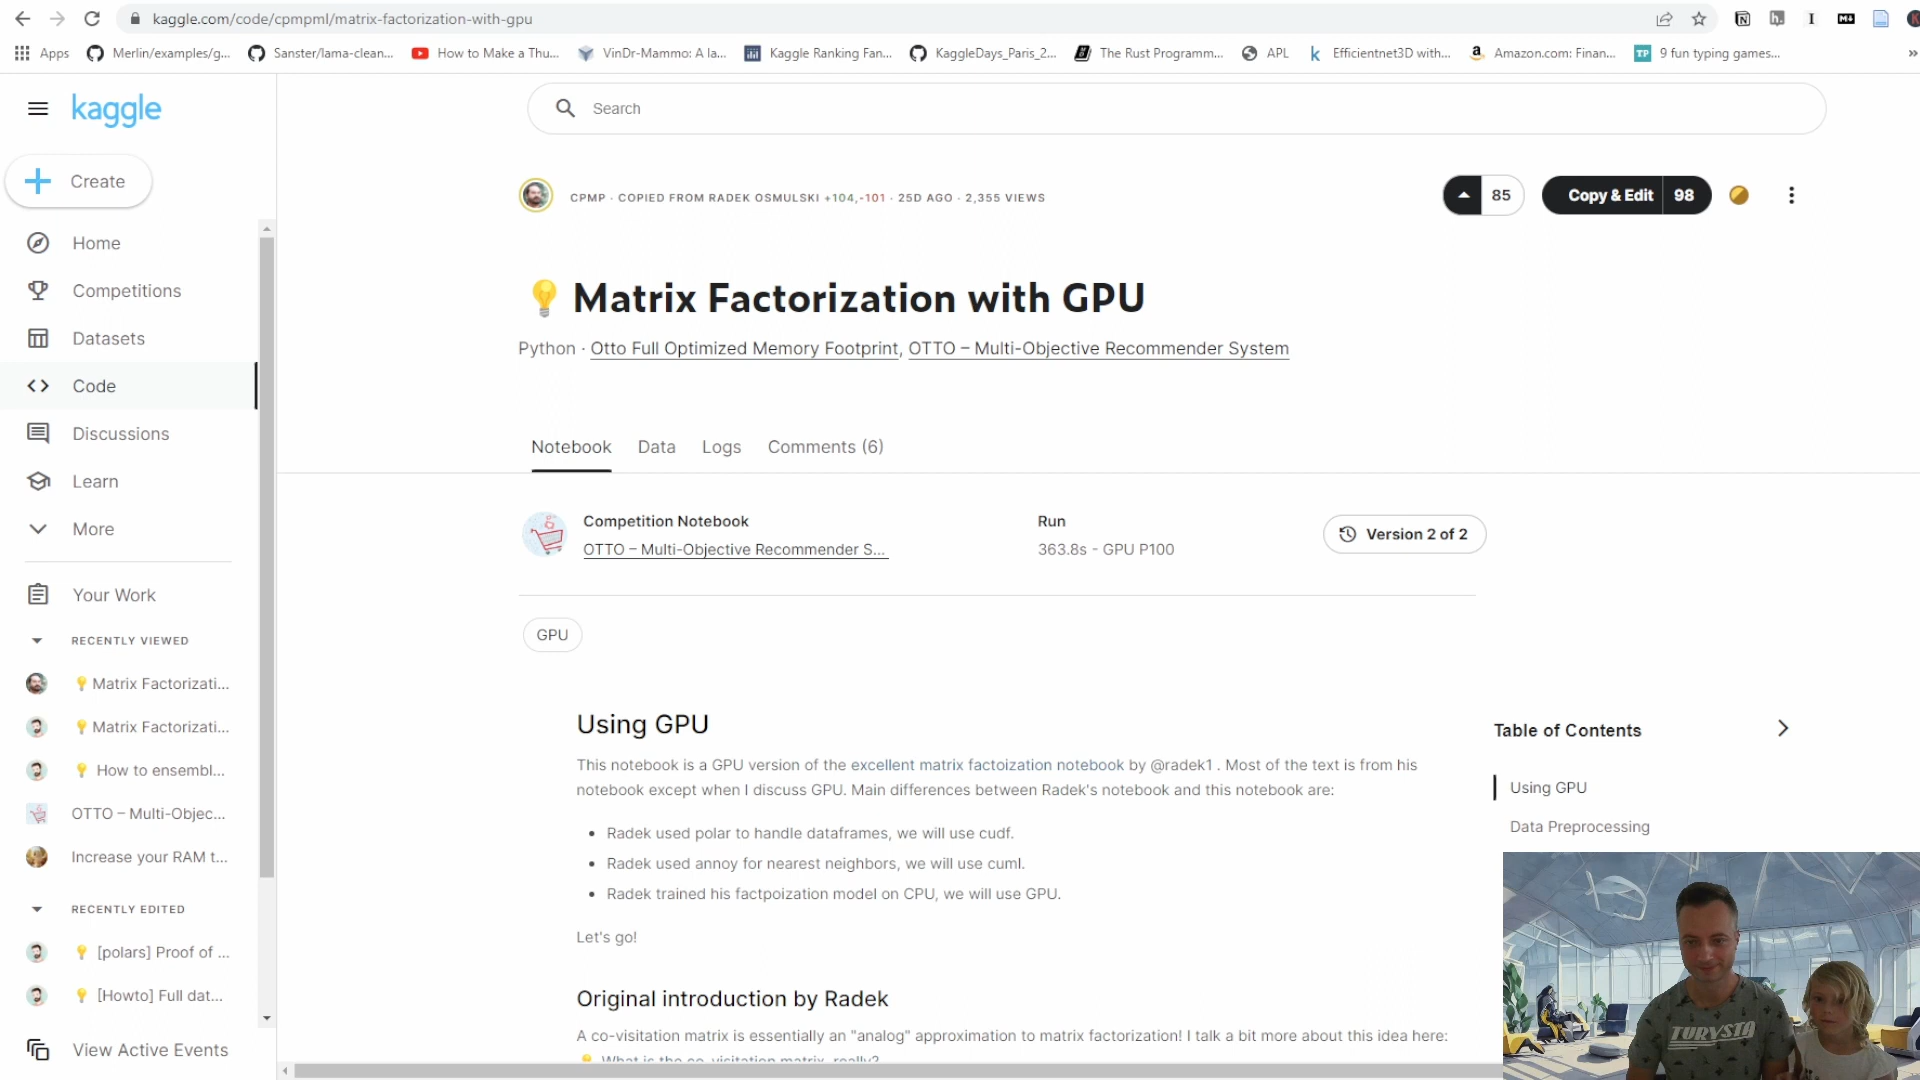 kaggle.com/code/cpmpml/matrix-factorization-with-gpu
Apps
Merlin/examples/g...
Sanster/lama-clean...
How to Make a Thu...
VinDr-Mammo: A la...
Kaggle Ranking Fan...
KaggleDays_Paris_2...
The Rust Programm...
APL
Efficientnet3D with...
Amazon.com: Finan...
TP 9 fun typing games...
kaggle
Search
Create
Home
Competitions
Datasets
Code
Discussions
Learn
More
Your Work
RECENTLY VIEWED
Matrix Factorizati...
Matrix Factorizati...
How to ensembl...
OTTO – Multi-Objec...
Increase your RAM t...
RECENTLY EDITED
[polars] Proof of ...
[Howto] Full dat...
View Active Events
CPMP · COPIED FROM RADEK OSMULSKI +104,-101 · 25D AGO · 2,355 VIEWS
85
Copy & Edit 98
💡 Matrix Factorization with GPU
Python · Otto Full Optimized Memory Footprint, OTTO – Multi-Objective Recommender System
Notebook Data Logs Comments (6)
Competition Notebook
OTTO – Multi-Objective Recommender S...
Run
363.8s - GPU P100
Version 2 of 2
GPU
Using GPU
This notebook is a GPU version of the excellent matrix factoization notebook by @radek1 . Most of the text is from his
notebook except when I discuss GPU. Main differences between Radek's notebook and this notebook are:
• Radek used polar to handle dataframes, we will use cudf.
• Radek used annoy for nearest neighbors, we will use cuml.
• Radek trained his factpoization model on CPU, we will use GPU.
Let's go!
Original introduction by Radek
A co-visitation matrix is essentially an "analog" approximation to matrix factorization! I talk a bit more about this idea here:
💡 What is the co-visitation matrix, really?
Table of Contents
Using GPU
Data Preprocessing
TURYSTA